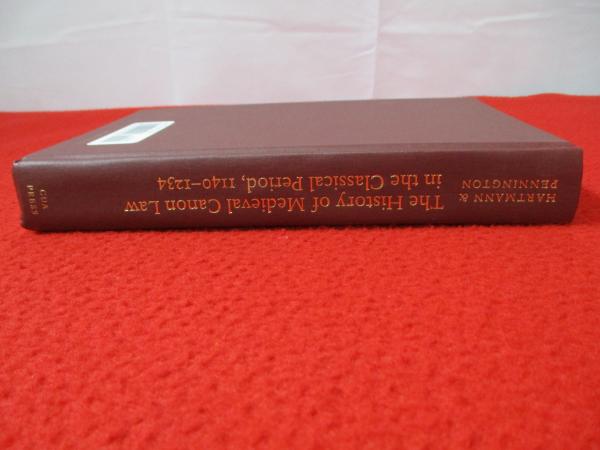 HARTMANN &
PENNINGTON
The History of Medieval Canon Law
in the Classical Period, 1140–1234
CUA
PRESS